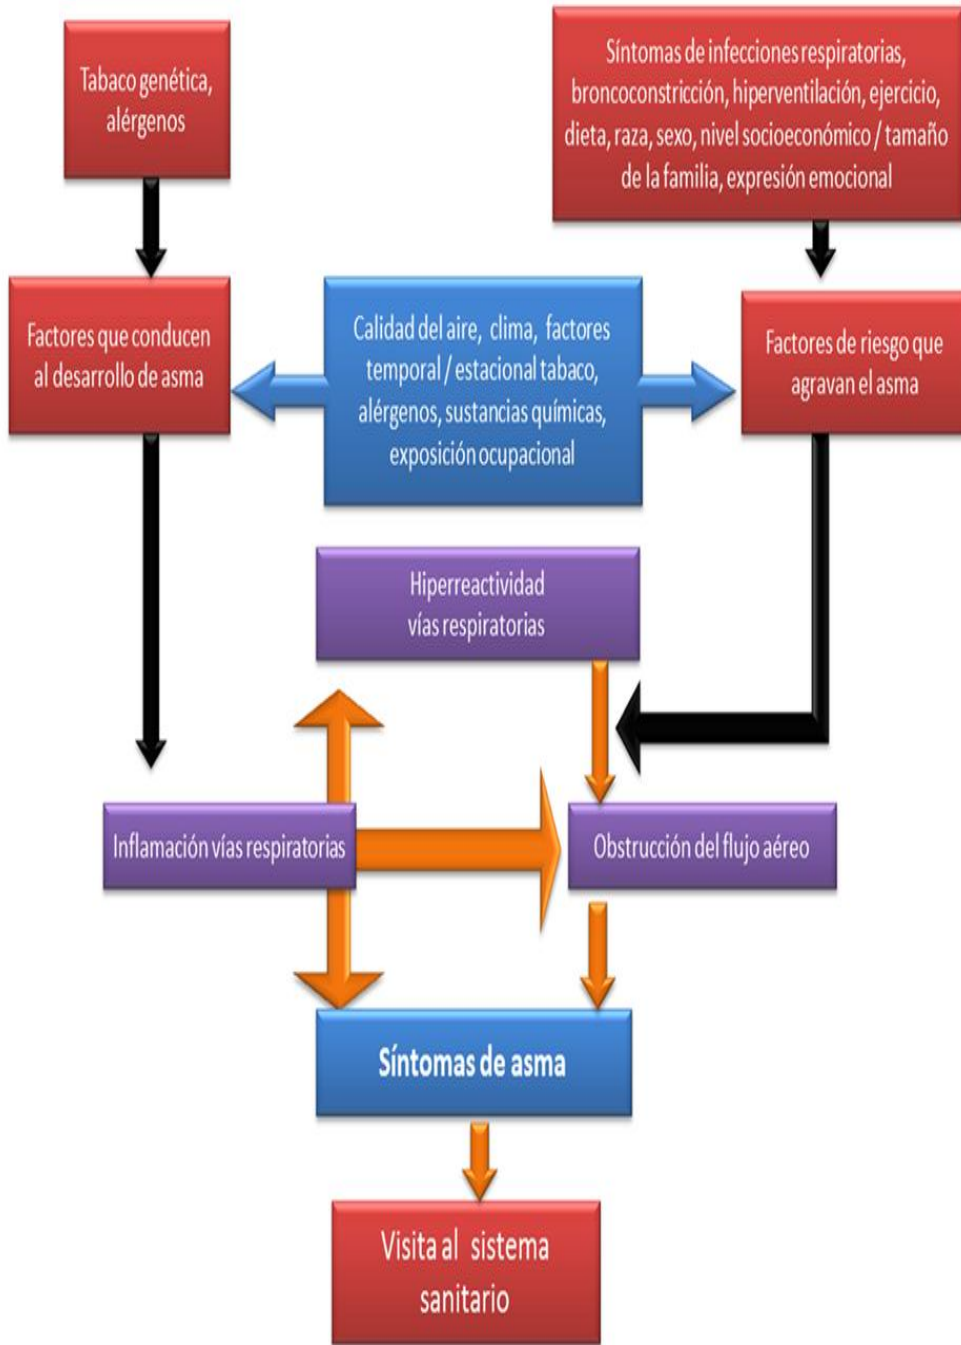 Tabaco genética,
alérgenos
Síntomas de infecciones respiratorias,
broncoconstricción, hiperventilación, ejercicio,
dieta, raza, sexo, nivel socioeconómico / tamaño
de la familia, expresión emocional
Factores que conducen
al desarrollo de asma
Calidad del aire, clima, factores
temporal / estacional tabaco,
alérgenos, sustancias químicas,
exposición ocupacional
Factores de riesgo que
agravan el asma
Hiperreactividad
vías respiratorias
Inflamación vías respiratorias
Obstrucción del flujo aéreo
Síntomas de asma
Visita al sistema
sanitario